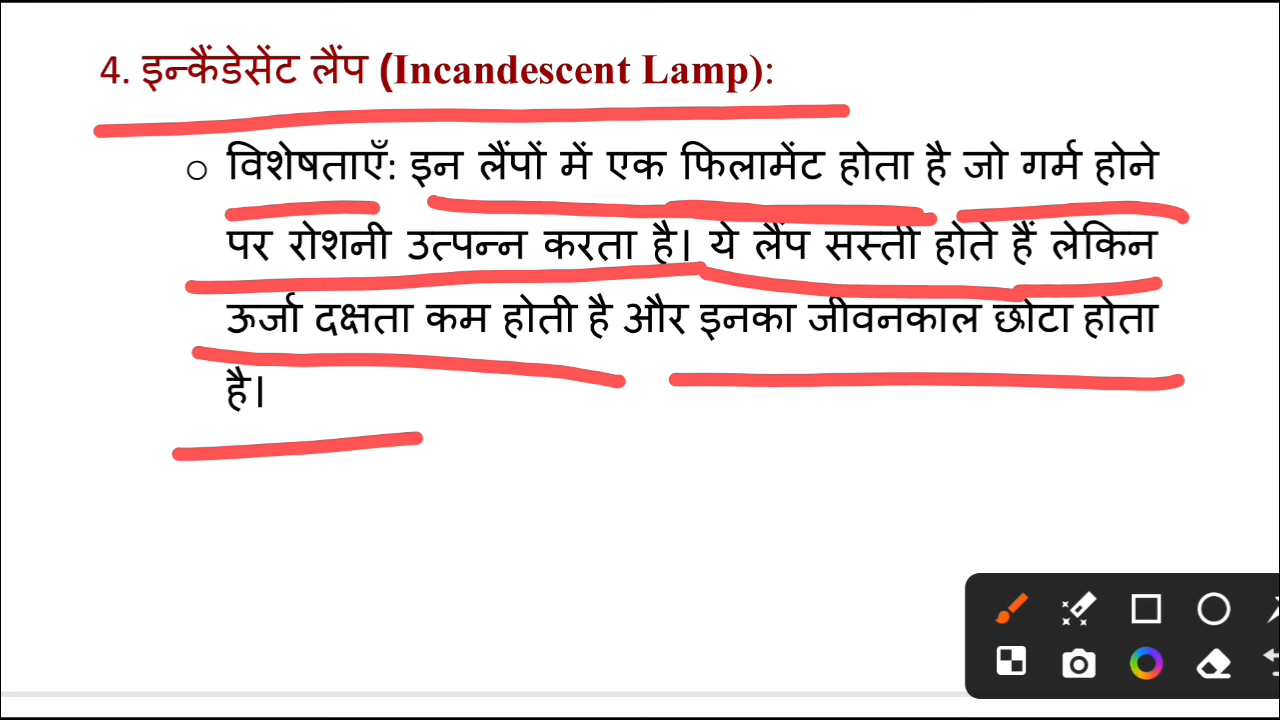 4. इन्कैंडेसेंट लैंप (Incandescent Lamp):
○ विशेषताएँ: इन लैंपों में एक फिलामेंट होता है जो गर्म होने
पर रोशनी उत्पन्न करता है। ये लैंप सस्ती होते हैं लेकिन
ऊर्जा दक्षता कम होती है और इनका जीवनकाल छोटा होता
है।